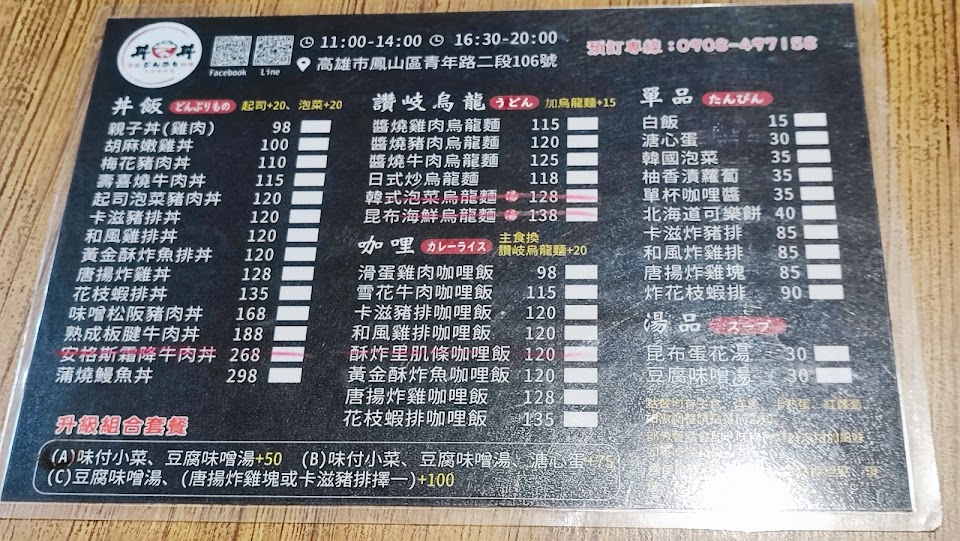 丼丼
どんぶも
Facebook Line
11:00-14:00 16:30-20:00
高雄市鳳山區青年路二段106號
預訂專線:0908-497158
丼飯 どんぶりもの 起司+20、泡菜+20
親子丼(雞肉) 98
胡麻嫩雞丼 100
梅花豬肉丼 110
壽喜燒牛肉丼 115
起司泡菜豬肉丼 120
卡滋豬排丼 120
和風雞排丼 120
黃金酥炸魚排丼 120
唐揚炸雞丼 128
花枝蝦排丼 135
味噌松阪豬肉丼 168
熟成板腱牛肉丼 188
安格斯霜降牛肉丼 268
蒲燒鰻魚丼 298
讚岐烏龍 うどん 加烏龍麵+15
醬燒雞肉烏龍麵 115
醬燒豬肉烏龍麵 120
醬燒牛肉烏龍麵 125
日式炒烏龍麵 118
韓式泡菜烏龍麵 128
昆布海鮮烏龍麵 138
咖哩 カレーライス 主食換
讚岐烏龍麵+20
滑蛋雞肉咖哩飯 98
雪花牛肉咖哩飯 115
卡滋豬排咖哩飯 120
和風雞排咖哩飯 120
酥炸里肌條咖哩飯 120
黃金酥炸魚咖哩飯 120
唐揚炸雞咖哩飯 128
花枝蝦排咖哩飯 135
單品 たんぴん
白飯 15
溏心蛋 30
韓國泡菜 35
柚香漬蘿蔔 35
單杯咖哩醬 35
北海道可樂餅 40
卡滋炸豬排 85
和風炸雞排 85
唐揚炸雞塊 85
炸花枝蝦排 90
湯品 スープ
昆布蛋花湯 30
豆腐味噌湯 30
升級組合套餐
(A)味付小菜、豆腐味噌湯+50 (B)味付小菜、豆腐味噌湯、溏心蛋+75
(C)豆腐味噌湯、(唐揚炸雞塊或卡滋豬排擇一)+100